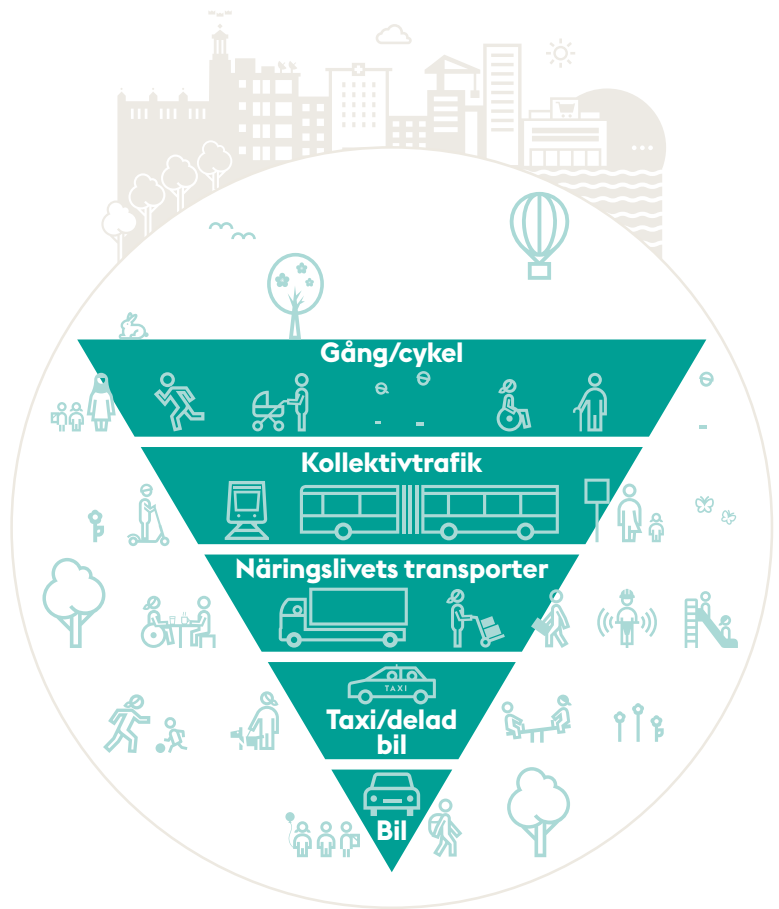 Gång/cykel
Kollektivtrafik
Näringslivets transporter
TAXI
Taxi/delad
bil
Bil